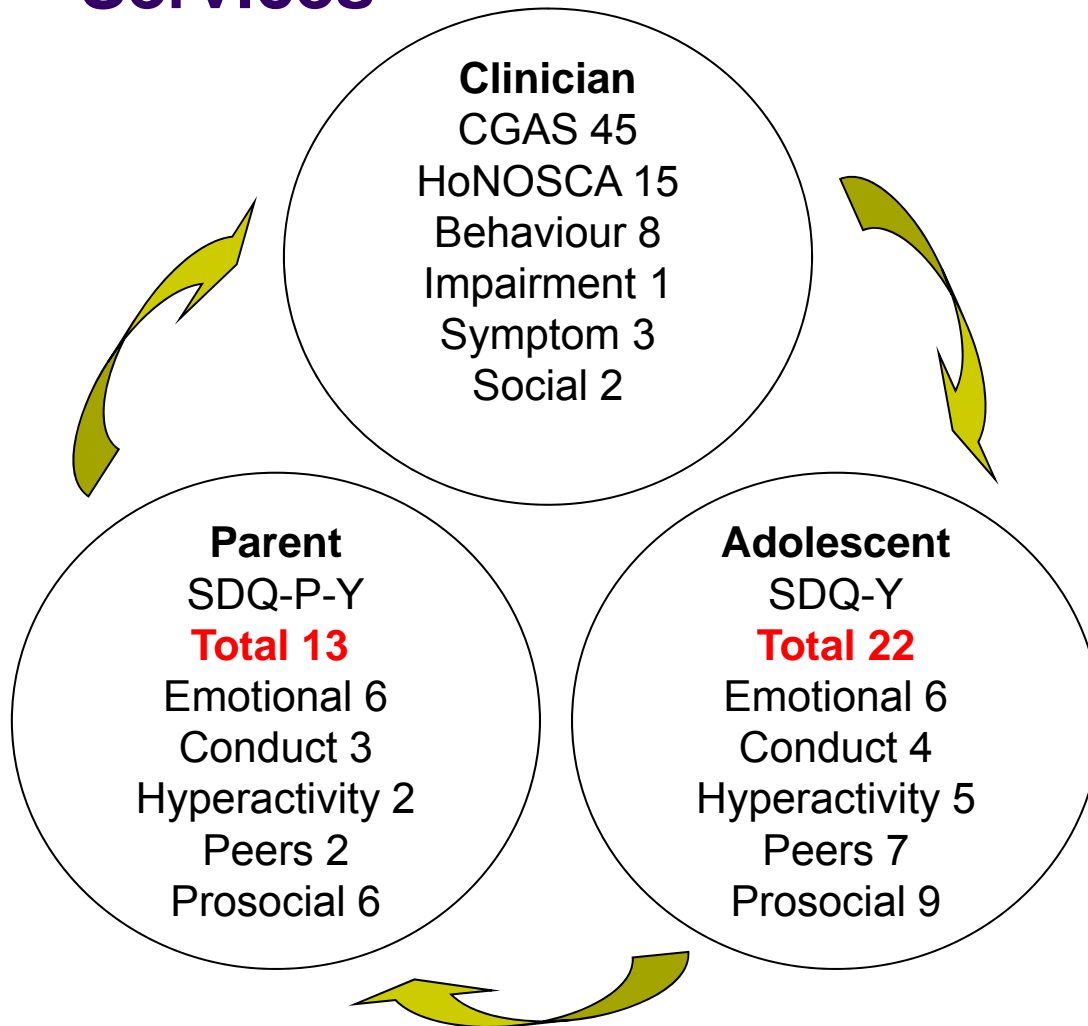 Services
Clinician
CGAS 45
HoNOSCA 15
Behaviour 8
Impairment 1
Symptom 3
Social 2
Parent
SDQ-P-Y
Total 13
Emotional 6
Conduct 3
Hyperactivity 2
Peers 2
Prosocial 6
Adolescent
SDQ-Y
Total 22
Emotional 6
Conduct 4
Hyperactivity 5
Peers 7
Prosocial 9